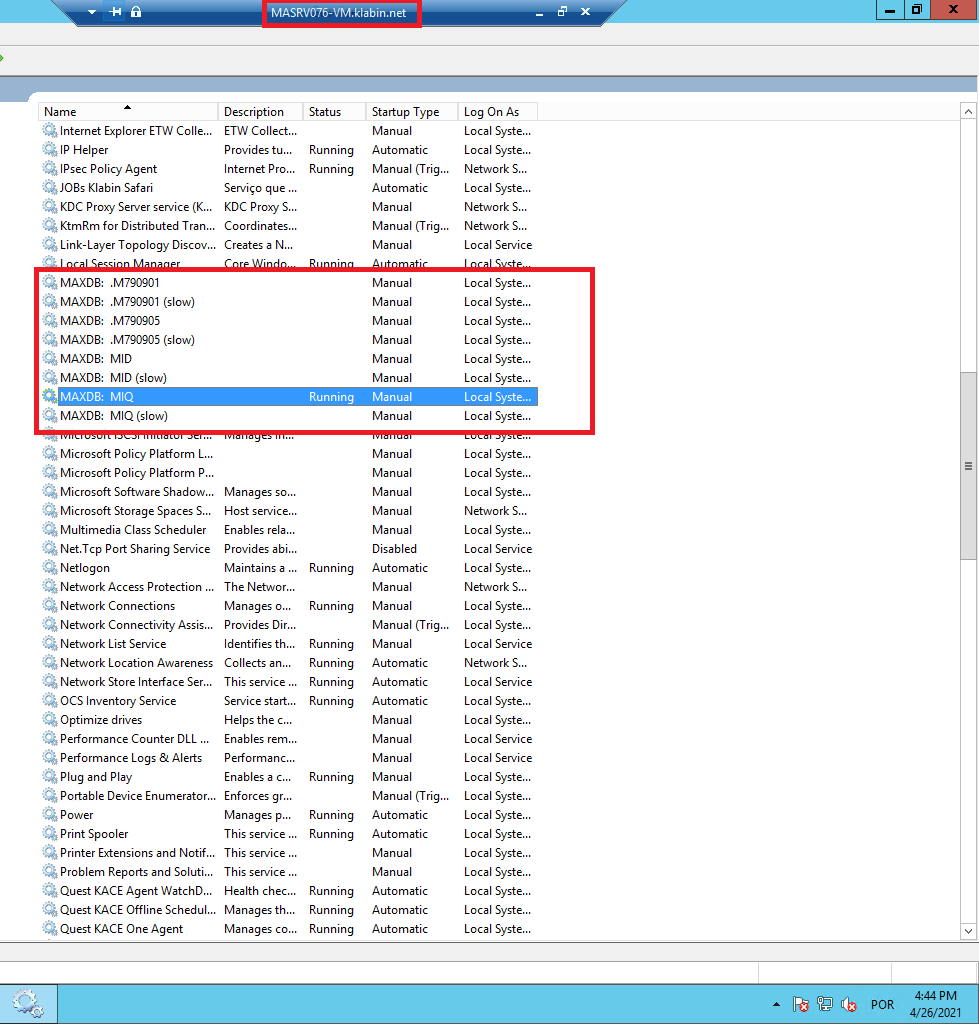 MASRV076-VM.klabin.net
Name Description Status Startup Type Log On As
Internet Explorer ETW Colle... ETW Collect... Manual Local Syste...
IP Helper Provides tu... Running Automatic Local Syste...
IPsec Policy Agent Internet Pro... Running Manual (Trig... Network S...
JOBs Klabin Safari Serviço que ... Automatic Local Syste...
KDC Proxy Server service (K... KDC Proxy S... Manual Network S...
KtmRm for Distributed Tran... Coordinates... Manual (Trig... Network S...
Link-Layer Topology Discov... Creates a N... Manual Local Service
Local Session Manager Core Windo... Running Automatic Local Syste...
MAXDB: .M790901 Manual Local Syste...
MAXDB: .M790901 (slow) Manual Local Syste...
MAXDB: .M790905 Manual Local Syste...
MAXDB: .M790905 (slow) Manual Local Syste...
MAXDB: MID Manual Local Syste...
MAXDB: MID (slow) Manual Local Syste...
MAXDB: MIQ Running Manual Local Syste...
MAXDB: MIQ (slow) Manual Local Syste...
Microsoft iSCSI Initiator Ser... Manages In... Manual Local Syste...
Microsoft Policy Platform L... Manual Local Syste...
Microsoft Policy Platform P... Manual Local Syste...
Microsoft Software Shadow... Manages so... Manual Local Syste...
Microsoft Storage Spaces S... Host service... Manual Network S...
Multimedia Class Scheduler Enables rela... Manual Local Syste...
Net.Tcp Port Sharing Service Provides abi... Disabled Local Service
Netlogon Maintains a ... Running Automatic Local Syste...
Network Access Protection ... The Networ... Manual Network S...
Network Connections Manages o... Running Manual Local Syste...
Network Connectivity Assis... Provides Dir... Manual (Trig... Local Syste...
Network List Service Identifies th... Running Manual Local Service
Network Location Awareness Collects an... Running Automatic Network S...
Network Store Interface Ser... This service ... Running Automatic Local Service
OCS Inventory Service Service start... Running Automatic Local Syste...
Optimize drives Helps the c... Manual Local Syste...
Performance Counter DLL ... Enables rem... Manual Local Service
Performance Logs & Alerts Performanc... Manual Local Service
Plug and Play Enables a c... Running Manual Local Syste...
Portable Device Enumerator... Enforces gr... Manual (Trig... Local Syste...
Power Manages p... Running Automatic Local Syste...
Print Spooler This service ... Running Automatic Local Syste...
Printer Extensions and Notif... This service ... Manual Local Syste...
Problem Reports and Soluti... This service ... Manual Local Syste...
Quest KACE Agent WatchD... Health chec... Running Automatic Local Syste...
Quest KACE Offline Schedul... Manages th... Running Automatic Local Syste...
Quest KACE One Agent Manages co... Running Automatic Local Syste...
POR
4:44 PM
4/26/2021